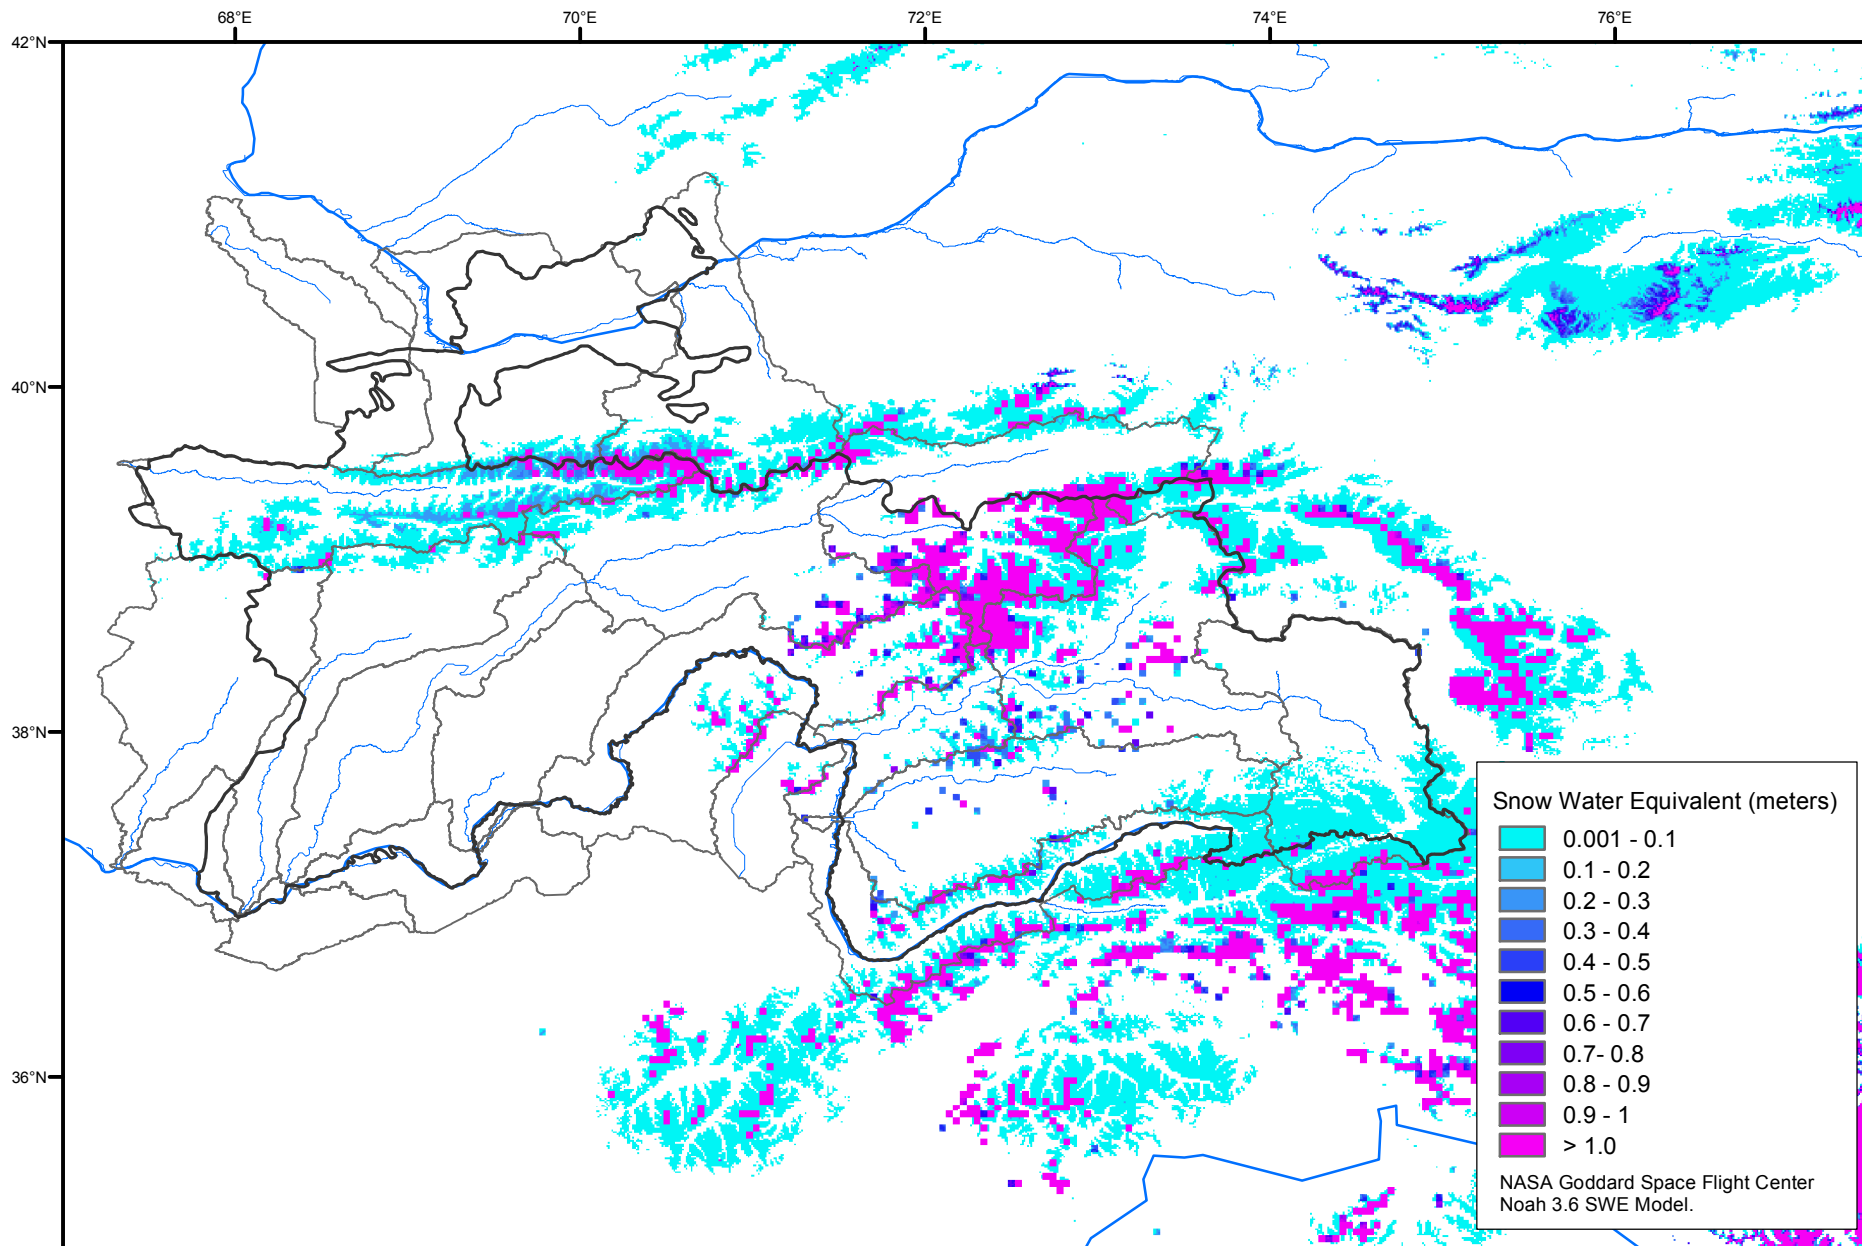 68°E
70°E
72°E
74°E
76°E
42°N
40°N
38°N
36°N
Snow Water Equivalent (meters)
0.001 - 0.1
0.1 - 0.2
0.2 - 0.3
0.3 - 0.4
0.4 - 0.5
0.5 - 0.6
0.6 - 0.7
0.7- 0.8
0.8 - 0.9
0.9 - 1
> 1.0
NASA Goddard Space Flight Center
Noah 3.6 SWE Model.